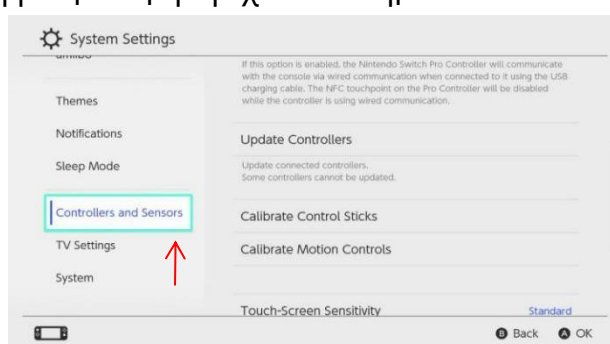 System Settings
amiibo
Themes
Notifications
Sleep Mode
Controllers and Sensors
TV Settings
System
If this option is enabled, the Nintendo Switch Pro Controller will communicate
with the console via wired communication when connected to it using the USB
charging cable. The NFC touchpoint on the Pro Controller will be disabled
while the controller is using wired communication.
Update Controllers
Update connected controllers.
Some controllers cannot be updated.
Calibrate Control Sticks
Calibrate Motion Controls
Touch-Screen Sensitivity Standard
B Back A OK